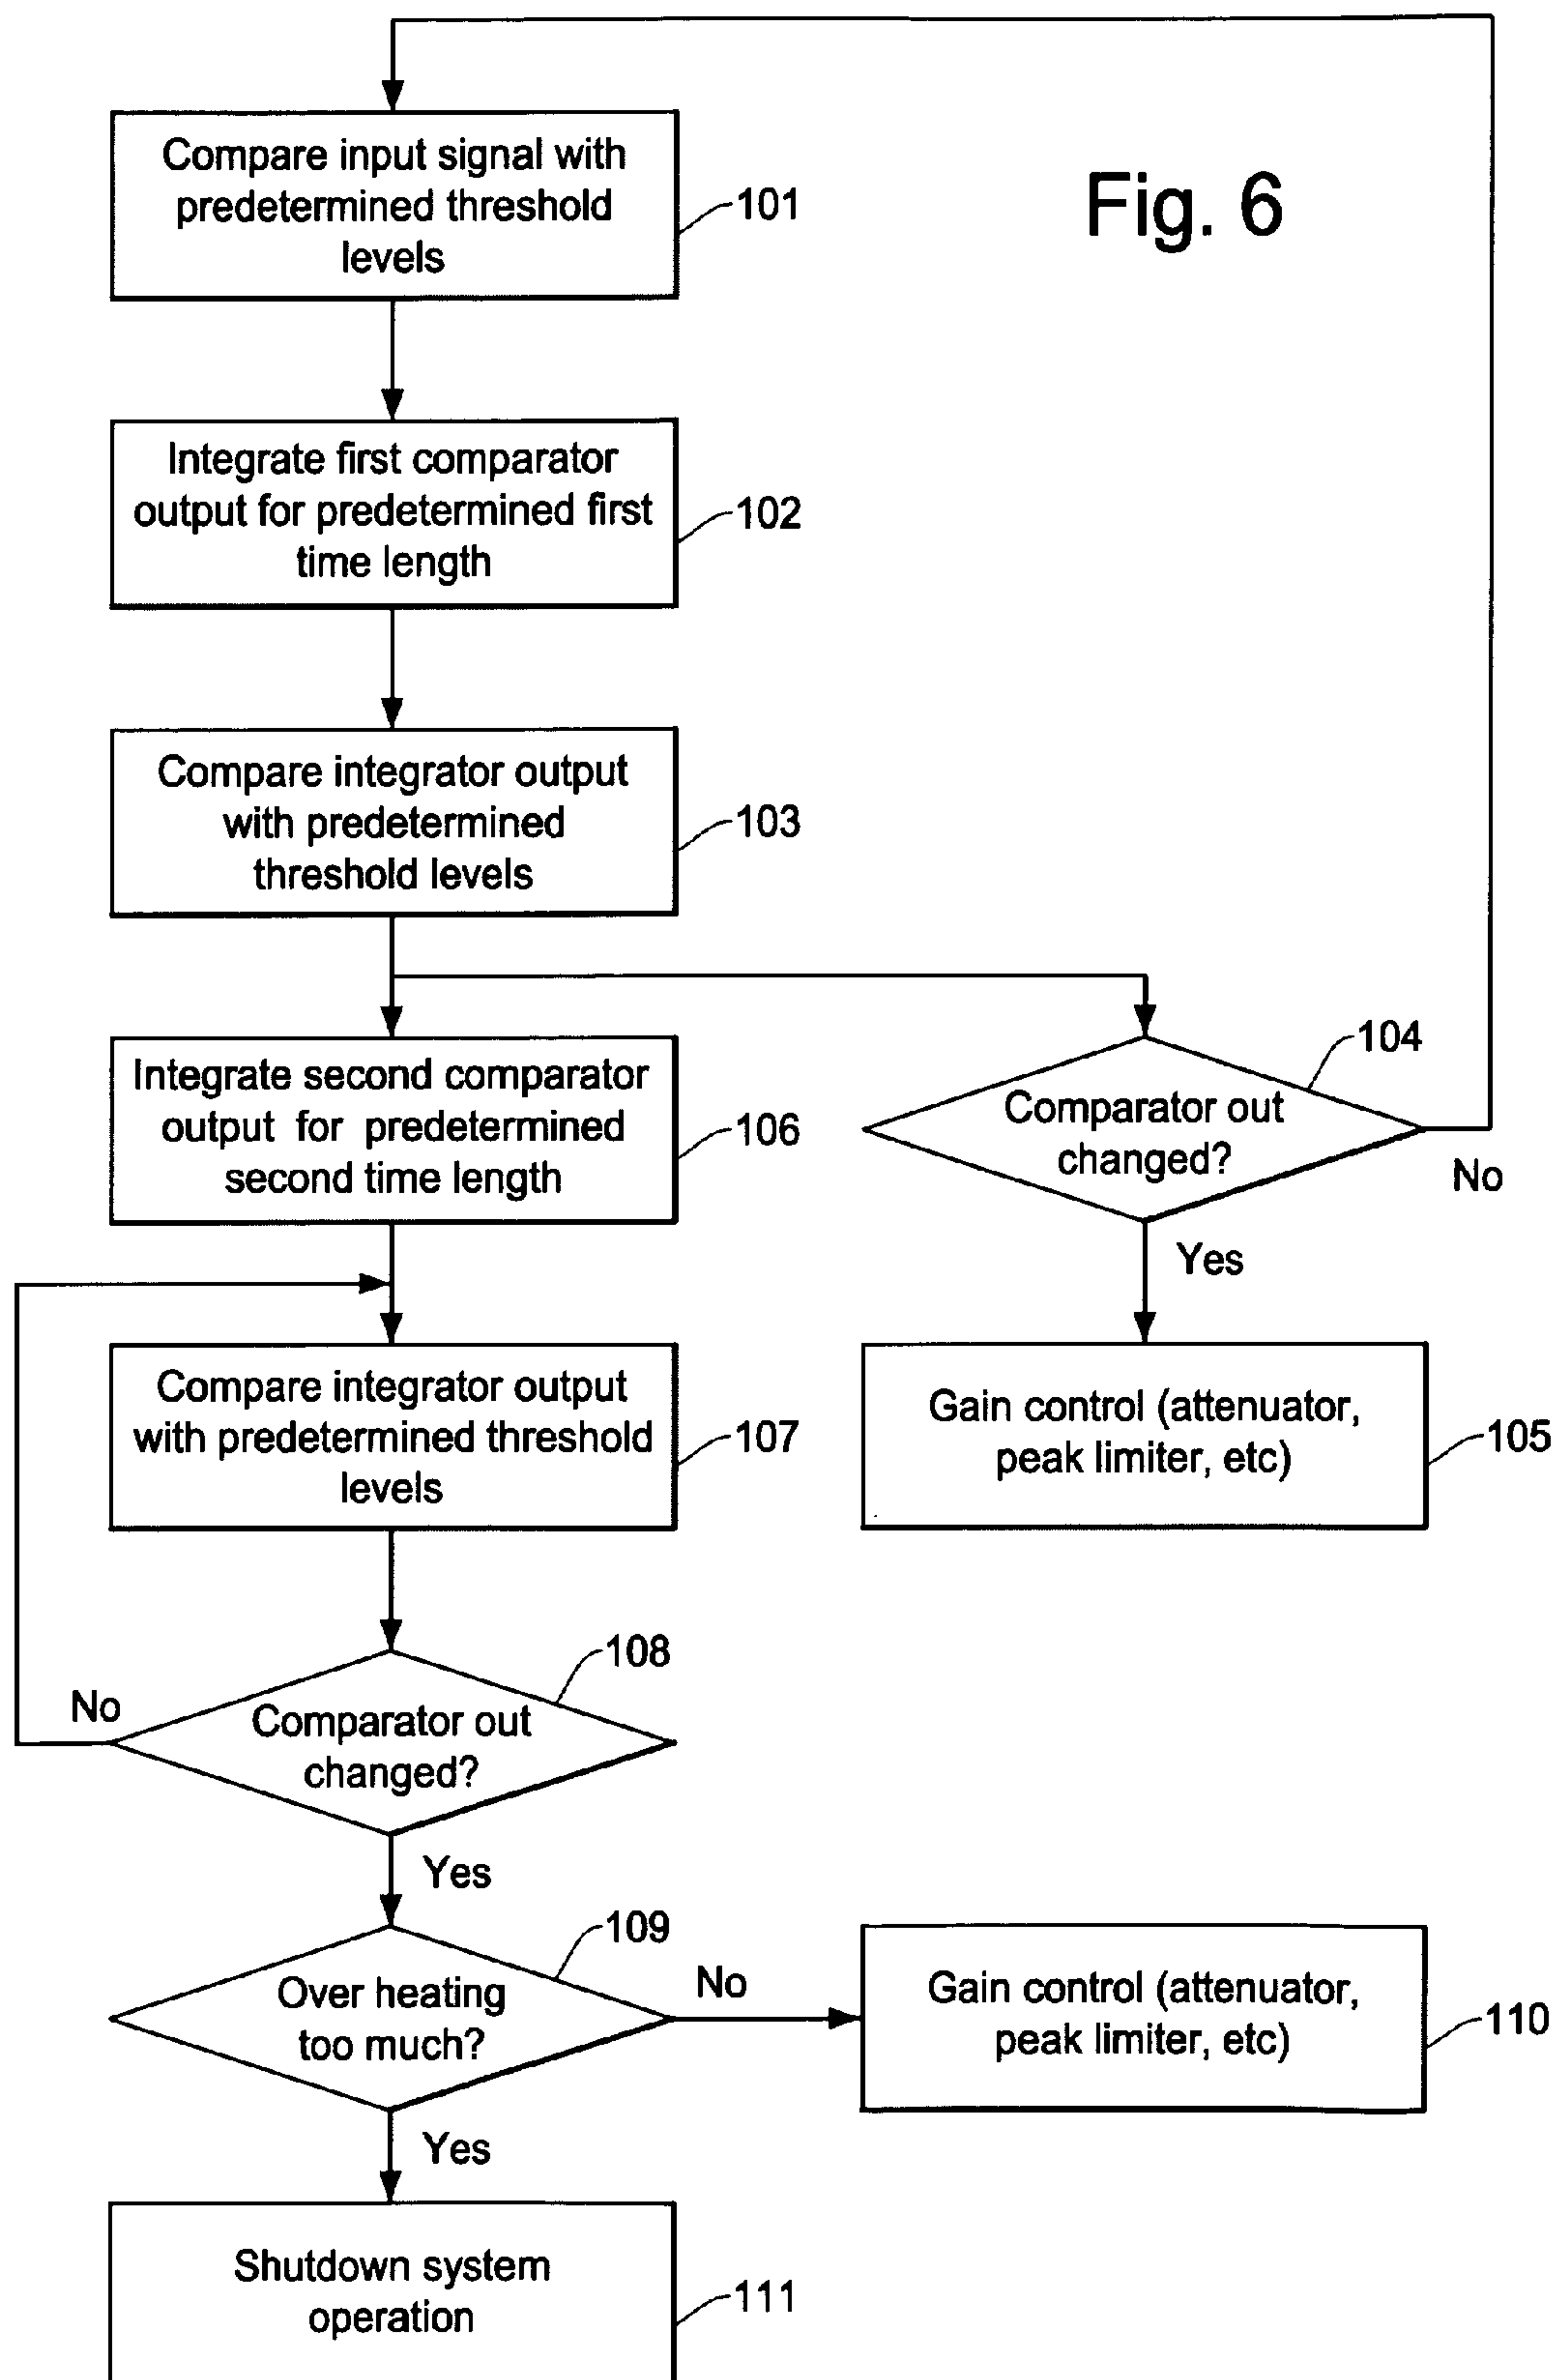 Fig. 6
Compare input signal with
predetermined threshold
levels
101
Integrate first comparator
output for predetermined first
time length
102
Compare integrator output
with predetermined
threshold levels
103
104
Comparator out
changed?
No
Yes
Integrate second comparator
output for predetermined
second time length
106
Gain control (attenuator,
peak limiter, etc)
105
Compare integrator output
with predetermined threshold
levels
107
108
No
Comparator out
changed?
Yes
109
Over heating
too much?
No
Gain control (attenuator,
peak limiter, etc)
110
Yes
Shutdown system
operation
111